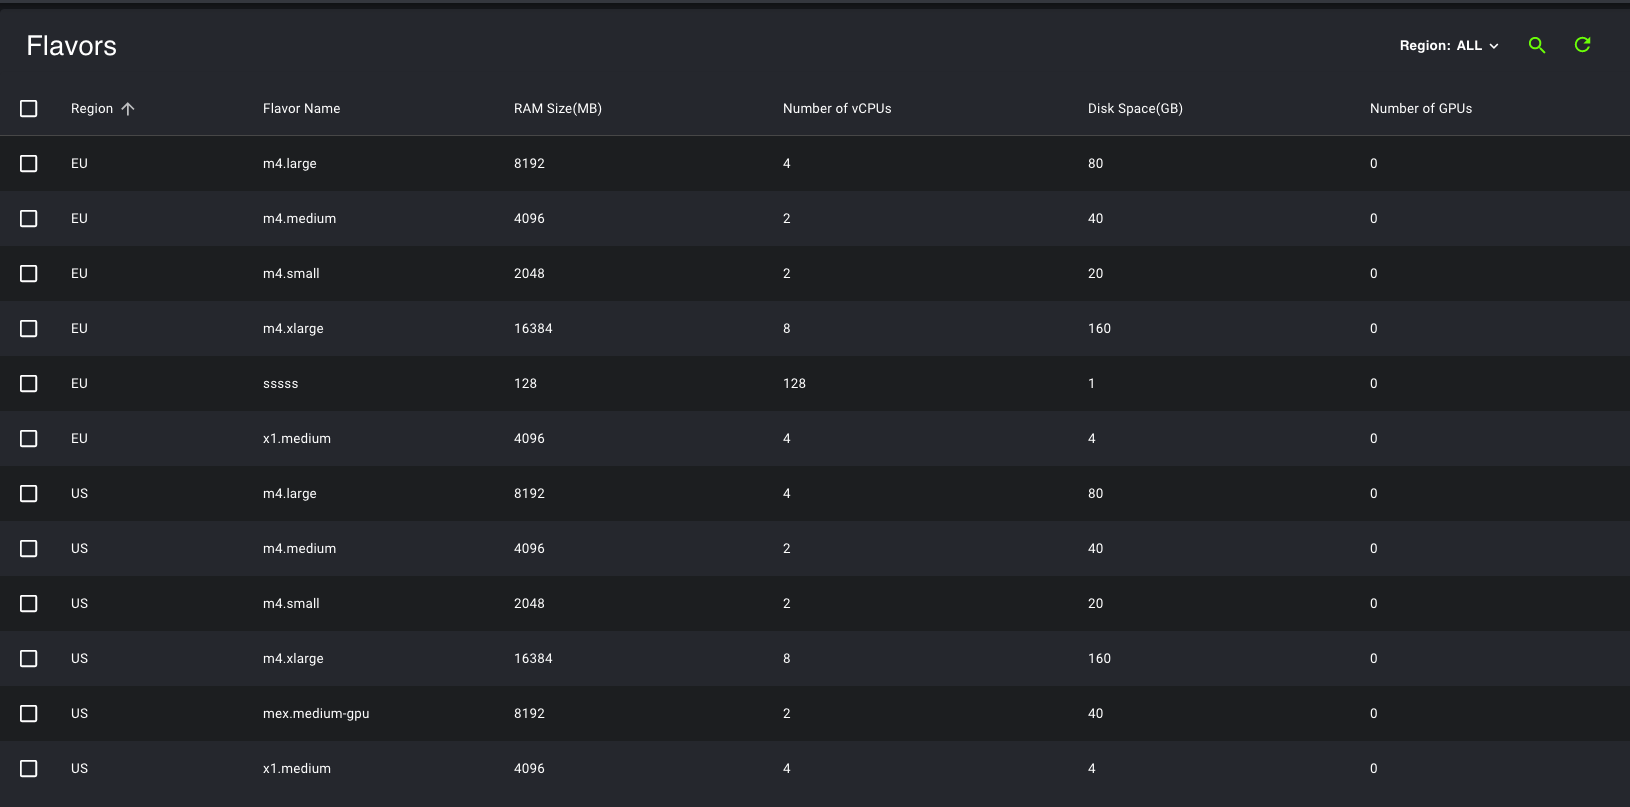 Flavors
Region: ALL
Region Flavor Name RAM Size(MB) Number of vCPUs Disk Space(GB) Number of GPUs
EU m4.large 8192 4 80 0
EU m4.medium 4096 2 40 0
EU m4.small 2048 2 20 0
EU m4.xlarge 16384 8 160 0
EU sssss 128 128 1 0
EU x1.medium 4096 4 4 0
US m4.large 8192 4 80 0
US m4.medium 4096 2 40 0
US m4.small 2048 2 20 0
US m4.xlarge 16384 8 160 0
US mex.medium-gpu 8192 2 40 0
US x1.medium 4096 4 4 0